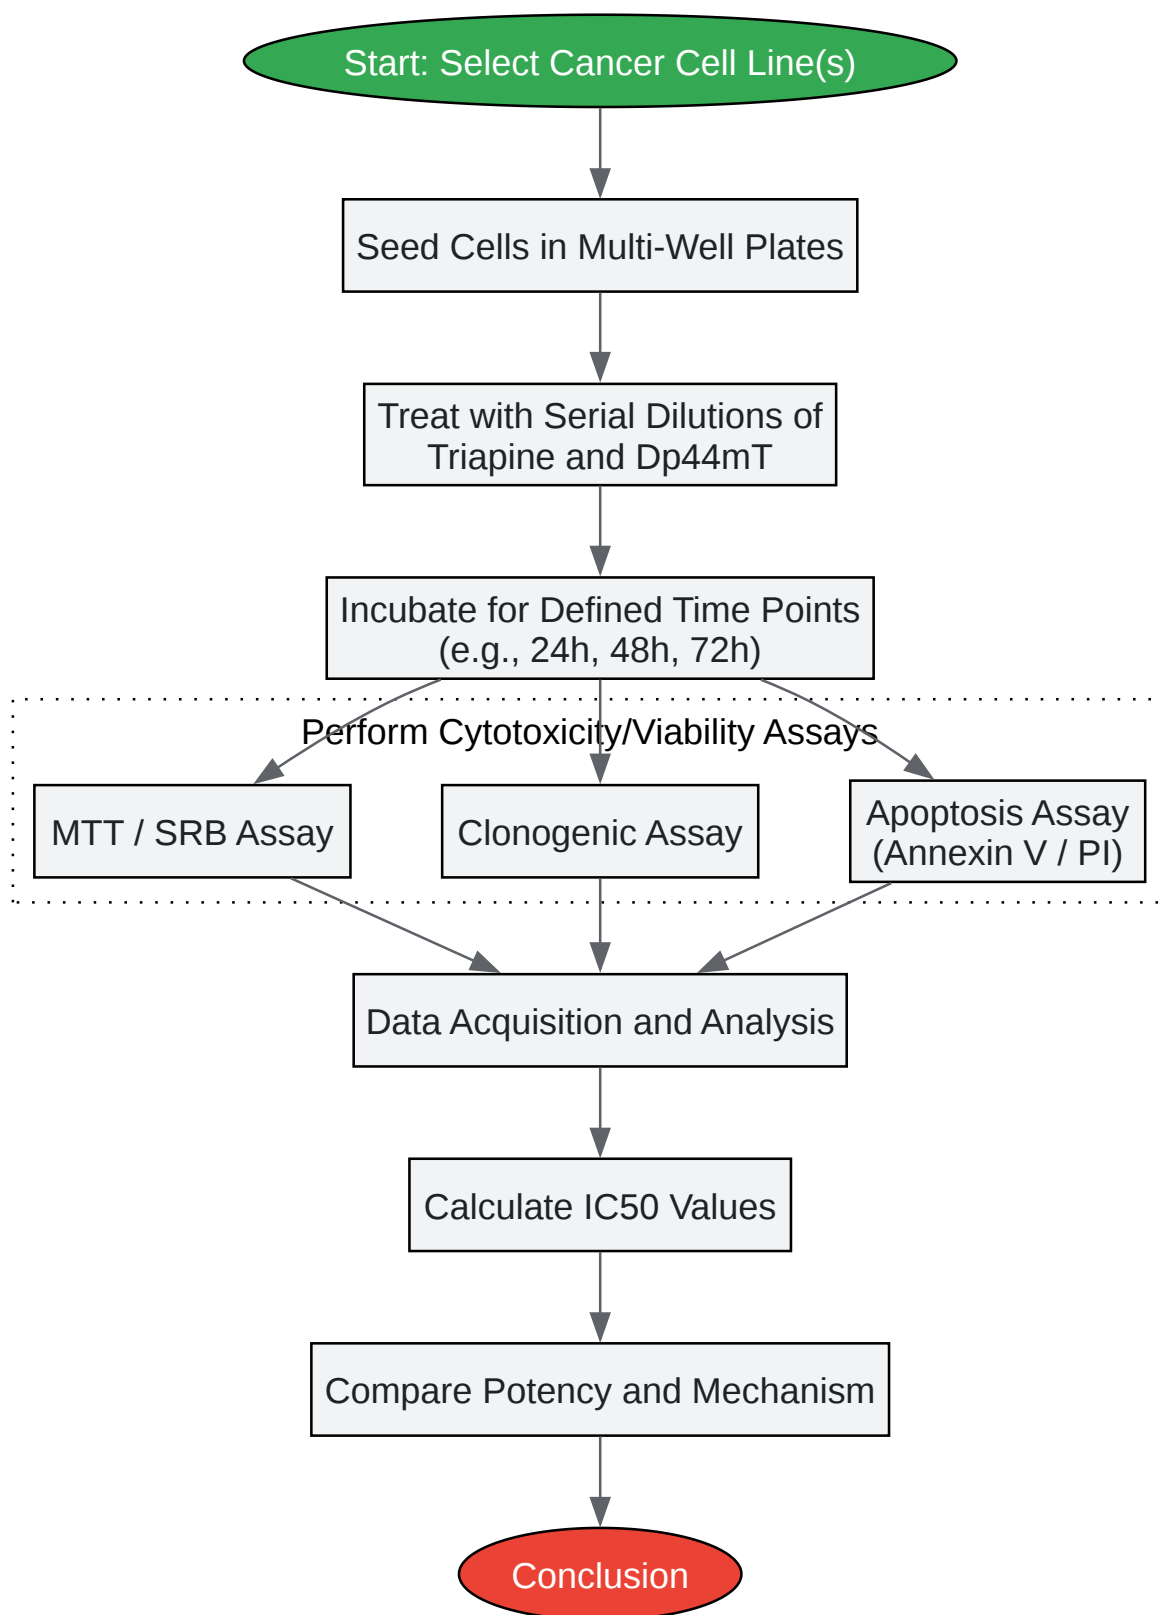 Start: Select Cancer Cell Line(s)
Seed Cells in Multi-Well Plates
Treat with Serial Dilutions of
Triapine and Dp44mT
Incubate for Defined Time Points
(e.g., 24h, 48h, 72h)
Perform Cytotoxicity/Viability Assays
MTT / SRB Assay
Clonogenic Assay
Apoptosis Assay
(Annexin V / PI)
Data Acquisition and Analysis
Calculate IC50 Values
Compare Potency and Mechanism
Conclusion